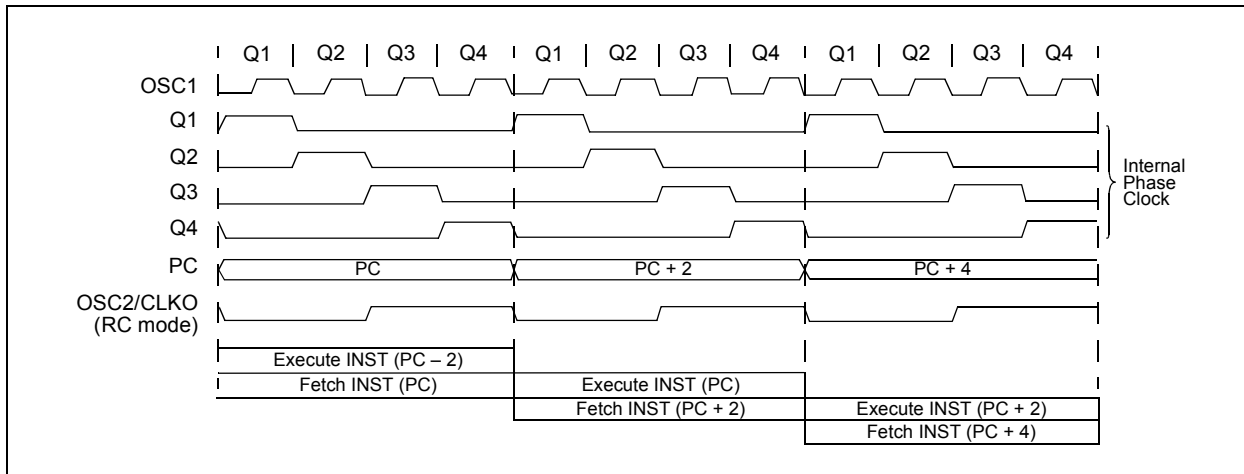 Q1 | Q2 | Q3 | Q4 | Q1 | Q2 | Q3 | Q4 | Q1 | Q2 | Q3 | Q4
OSC1
Q1
Q2
Q3
Q4
Internal
Phase
Clock
PC
PC
PC + 2
PC + 4
OSC2/CLKO
(RC mode)
Execute INST (PC – 2)
Fetch INST (PC)
Execute INST (PC)
Fetch INST (PC + 2)
Execute INST (PC + 2)
Fetch INST (PC + 4)